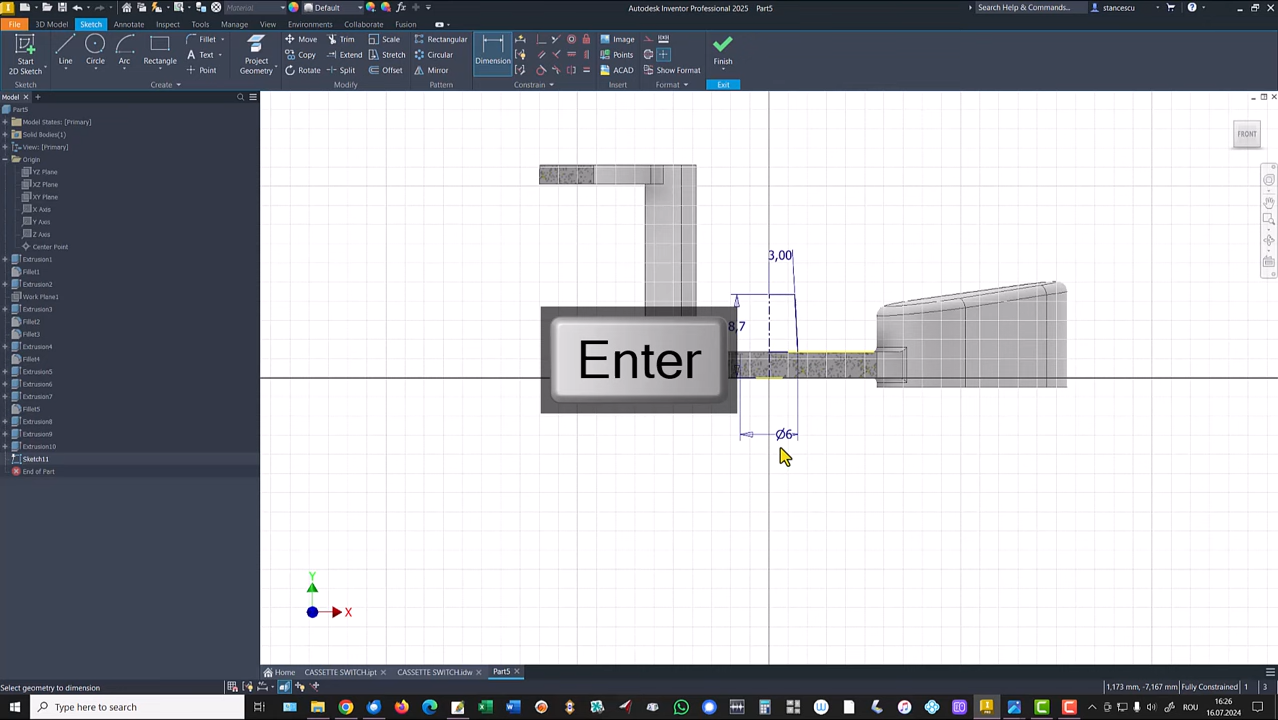 Material
Default
Autodesk Inventor Professional 2025
Part5
Search Help & Commands...
stancescu
File
3D Model
Sketch
Annotate
Inspect
Tools
Manage
View
Environments
Collaborate
Fusion
Start
2D Sketch
Line
Circle
Arc
Rectangle
Fillet
Text
Point
Project
Geometry
Move
Copy
Rotate
Trim
Extend
Split
Scale
Stretch
Offset
Rectangular
Circular
Mirror
Dimension
Image
Points
ACAD
Show Format
Finish
Sketch
Create
Modify
Pattern
Constrain
Insert
Format
Exit
Model
Part5
Model States: [Primary]
Solid Bodies(1)
View: [Primary]
Origin
YZ Plane
XZ Plane
XY Plane
X Axis
Y Axis
Z Axis
Center Point
Extrusion1
Fillet1
Extrusion2
Work Plane1
Extrusion3
Fillet2
Fillet3
Extrusion4
Fillet4
Extrusion5
Extrusion6
Extrusion7
Fillet5
Extrusion8
Extrusion9
Extrusion10
Sketch11
End of Part
FRONT
3,00
8,7
Enter
Ø6
Y
X
Home
CASSETTE SWITCH.ipt
CASSETTE SWITCH.idw
Part5
Select geometry to dimension
1,173 mm, -7,167 mm
Fully Constrained
1
3
Type here to search
ROU
16:26
16.07.2024